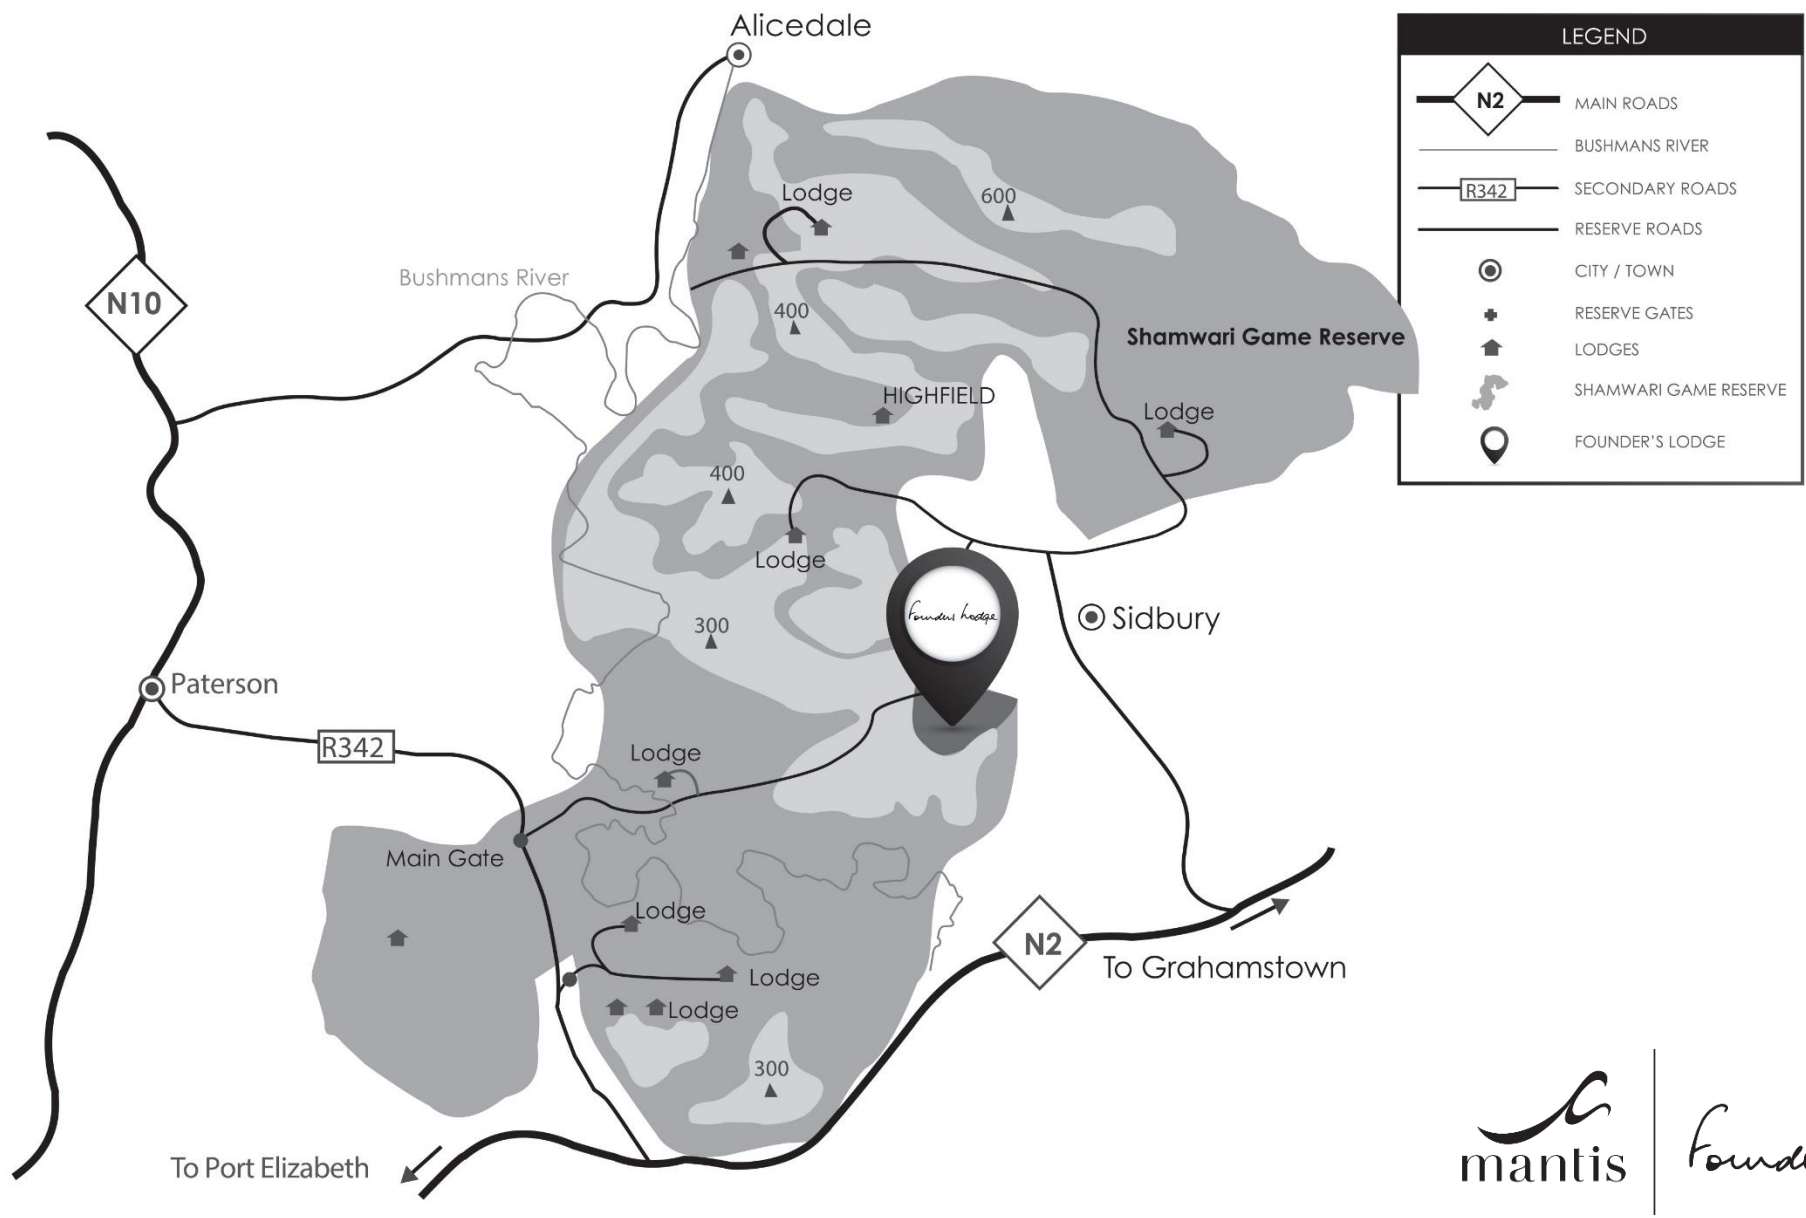 Alicedale
LEGEND
N2
MAIN ROADS
BUSHMANS RIVER
R342
SECONDARY ROADS
RESERVE ROADS
CITY / TOWN
RESERVE GATES
LODGES
SHAMWARI GAME RESERVE
FOUNDER'S LODGE
Lodge
600
Bushmans River
N10
400
Shamwari Game Reserve
HIGHFIELD
Lodge
400
Lodge
Founders Lodge
Sidbury
300
Paterson
R342
Lodge
Main Gate
Lodge
N2
To Grahamstown
Lodge
Lodge
300
To Port Elizabeth
mantis